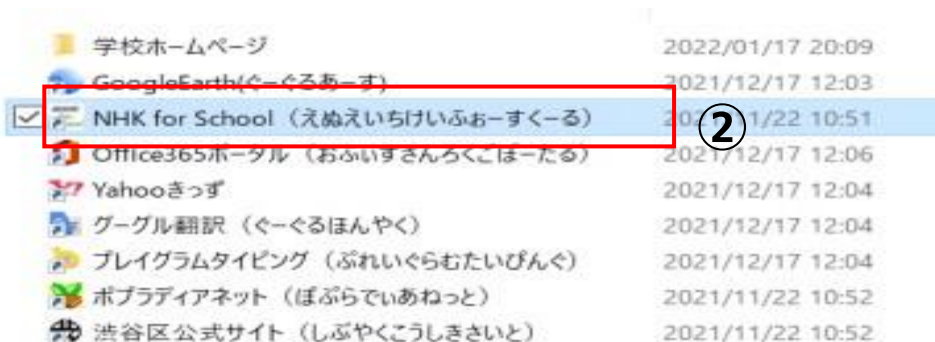 学校ホームページ 2022/01/17 20:09
GoogleEarth(ぐーぐるあーす) 2021/12/17 12:03
NHK for School（えぬえいちけいふぉーすくーる） 202 1/22 10:51
②
Office365ポータル（おふぃすさんろくごぽーたる） 2021/12/17 12:06
Yahooきっず 2021/12/17 12:04
グーグル翻訳（ぐーぐるほんやく） 2021/12/17 12:04
プレイグラムタイピング（ぷれいぐらむたいぴんぐ） 2021/12/17 12:04
ポプラディアネット（ぽぷらでぃあねっと） 2021/11/22 10:52
渋谷区公式サイト（しぶやくこうしきさいと） 2021/11/22 10:52